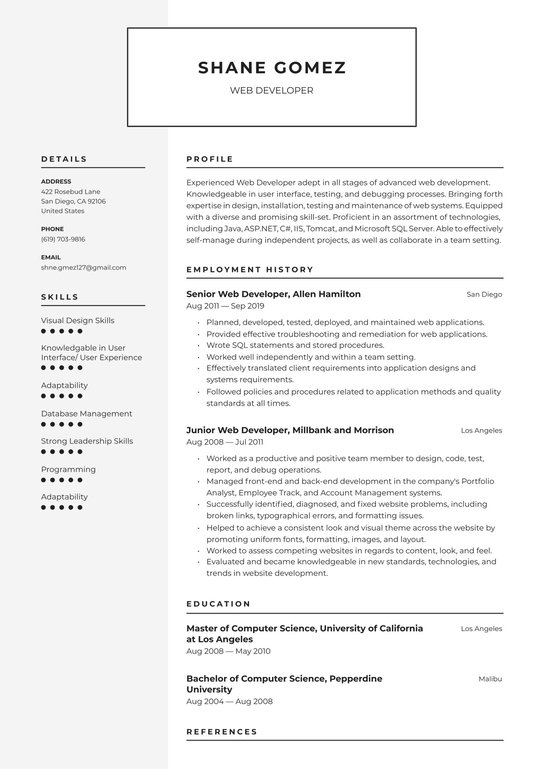 SHANE GOMEZ
WEB DEVELOPER
DETAILS
ADDRESS
422 Rosebud Lane
San Diego, CA 92106
United States
PHONE
(619) 703-9816
EMAIL
shne.gmez127@gmail.com
SKILLS
Visual Design Skills
Knowledgable in User
Interface/ User Experience
Adaptability
Database Management
Strong Leadership Skills
Programming
Adaptability
PROFILE
Experienced Web Developer adept in all stages of advanced web development.
Knowledgeable in user interface, testing, and debugging processes. Bringing forth
expertise in design, installation, testing and maintenance of web systems. Equipped
with a diverse and promising skill-set. Proficient in an assortment of technologies,
including Java, ASP.NET, C#, IIS, Tomcat, and Microsoft SQL Server. Able to effectively
self-manage during independent projects, as well as collaborate in a team setting.
EMPLOYMENT HISTORY
Senior Web Developer, Allen Hamilton San Diego
Aug 2011 — Sep 2019
• Planned, developed, tested, deployed, and maintained web applications.
• Provided effective troubleshooting and remediation for web applications.
• Wrote SQL statements and stored procedures.
• Worked well independently and within a team setting.
• Effectively translated client requirements into application designs and
systems requirements.
• Followed policies and procedures related to application methods and quality
standards at all times.
Junior Web Developer, Millbank and Morrison Los Angeles
Aug 2008 — Jul 2011
• Worked as a productive and positive team member to design, code, test,
report, and debug operations.
• Managed front-end and back-end development in the company's Portfolio
Analyst, Employee Track, and Account Management systems.
• Successfully identified, diagnosed, and fixed website problems, including
broken links, typographical errors, and formatting issues.
• Helped to achieve a consistent look and visual theme across the website by
promoting uniform fonts, formatting, images, and layout.
• Worked to assess competing websites in regards to content, look, and feel.
• Evaluated and became knowledgeable in new standards, technologies, and
trends in website development.
EDUCATION
Master of Computer Science, University of California Los Angeles
at Los Angeles
Aug 2008 — May 2010
Bachelor of Computer Science, Pepperdine Malibu
University
Aug 2004 — Aug 2008
REFERENCES